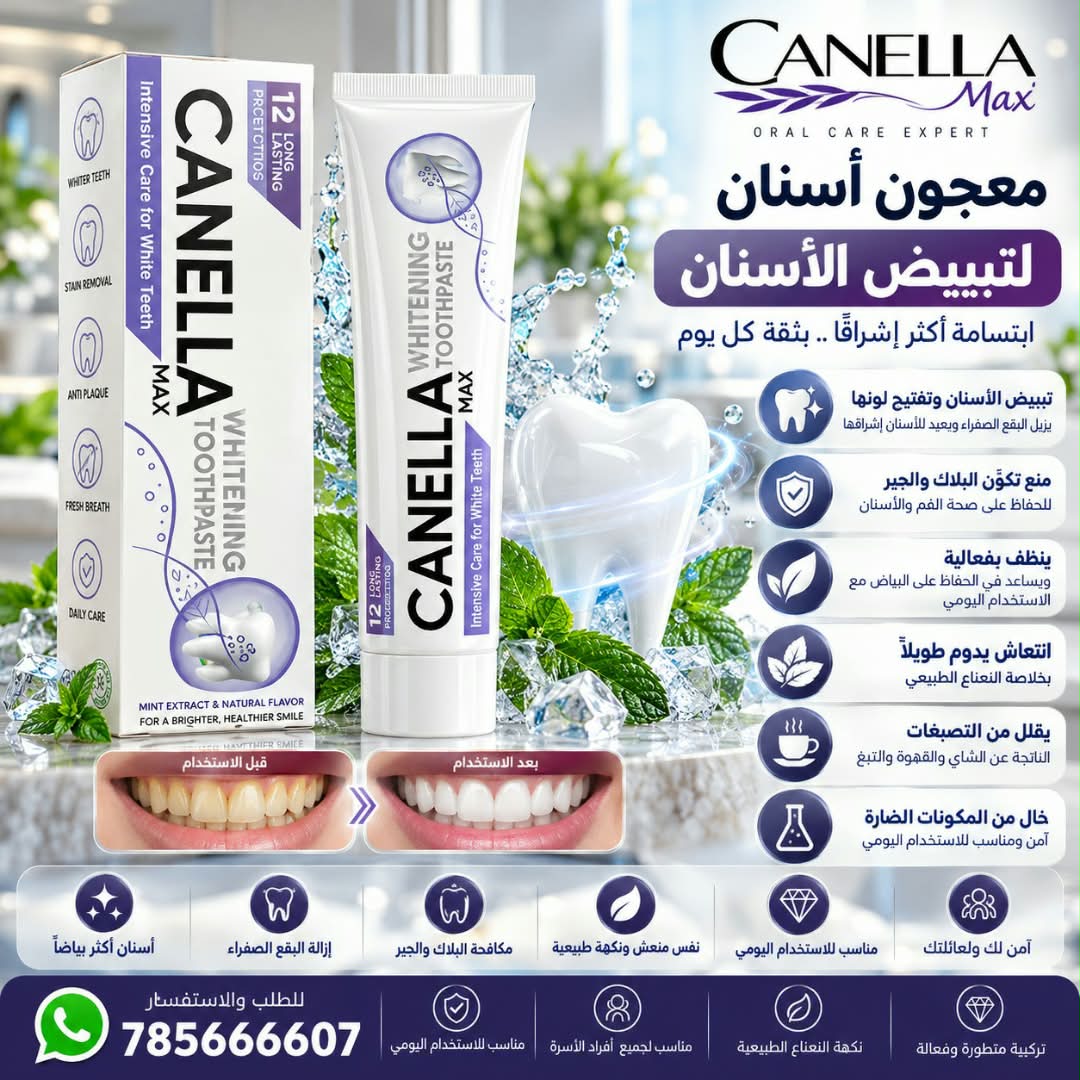 CANELLA
Max
ORAL CARE EXPERT
معجون أسنان
لتبييض الأسنان
ابتسامة أكثر إشراقًا .. بثقة كل يوم
تبييض الأسنان وتفتيح لونها
يزيل البقع الصفراء ويعيد للأسنان إشراقها
منع تكوّن البلاك والجير
للحفاظ على صحة الفم والأسنان
ينظف بفعالية
ويساعد في الحفاظ على البياض مع
الاستخدام اليومي
انتعاش يدوم طويلاً
بخلاصة النعناع الطبيعي
يقلل من التصبغات
الناتجة عن الشاي والقهوة والتبغ
خال من المكونات الضارة
آمن ومناسب للاستخدام اليومي
WHITER TEETH
STAIN REMOVAL
ANTI PLAQUE
FRESH BREATH
DAILY CARE
Intensive Care for White Teeth
12 LONG
LASTING
PRCETCTIOS
CANELLA
MAX
WHITENING
TOOTHPASTE
MINT EXTRACT & NATURAL FLAVOR
FOR A BRIGHTER, HEALTHIER SMILE
CANELLA
MAX
WHITENING
TOOTHPASTE
Intensive Care for White Teeth
12 LONG
LASTING
قبل الاستخدام
بعد الاستخدام
آمن لك ولعائلتك
مناسب للاستخدام اليومي
نفس منعش ونكهة طبيعية
مكافحة البلاك والجير
إزالة البقع الصفراء
أسنان أكثر بياضاً
تركيبة متطورة وفعالة
نكهة النعناع الطبيعية
مناسب لجميع أفراد الأسرة
مناسب للاستخدام اليومي
للطلب والاستفسار
785666607